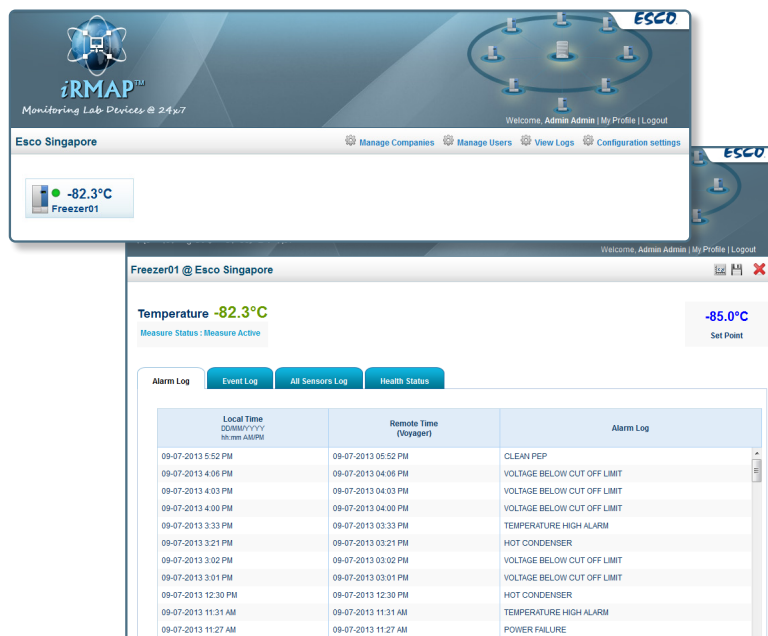 ESCO
iRMAP™
Monitoring Lab Devices @ 24x7
Welcome, Admin Admin | My Profile | Logout
Esco Singapore
Manage Companies
Manage Users
View Logs
Configuration settings
-82.3°C
Freezer01
ESCO
Welcome, Admin Admin | My Profile | Logout
Freezer01 @ Esco Singapore
Temperature -82.3°C
Measure Status : Measure Active
-85.0°C
Set Point
Alarm Log
Event Log
All Sensors Log
Health Status
Local Time
DD/MM/YYYY
hh:mm AM/PM
Remote Time
(Voyager)
Alarm Log
09-07-2013 5:52 PM 09-07-2013 05:52 PM CLEAN PEP
09-07-2013 4:06 PM 09-07-2013 04:06 PM VOLTAGE BELOW CUT OFF LIMIT
09-07-2013 4:03 PM 09-07-2013 04:03 PM VOLTAGE BELOW CUT OFF LIMIT
09-07-2013 4:00 PM 09-07-2013 04:00 PM VOLTAGE BELOW CUT OFF LIMIT
09-07-2013 3:33 PM 09-07-2013 03:33 PM TEMPERATURE HIGH ALARM
09-07-2013 3:21 PM 09-07-2013 03:21 PM HOT CONDENSER
09-07-2013 3:02 PM 09-07-2013 03:02 PM VOLTAGE BELOW CUT OFF LIMIT
09-07-2013 3:01 PM 09-07-2013 03:01 PM VOLTAGE BELOW CUT OFF LIMIT
09-07-2013 12:30 PM 09-07-2013 12:30 PM HOT CONDENSER
09-07-2013 11:31 AM 09-07-2013 11:31 AM TEMPERATURE HIGH ALARM
09-07-2013 11:27 AM 09-07-2013 11:27 AM POWER FAILURE